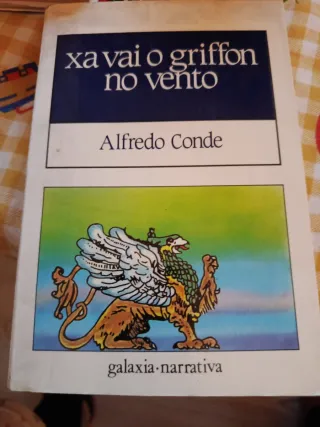 xa vai o griffon
no vento
Alfredo Conde
galaxia·narrativa